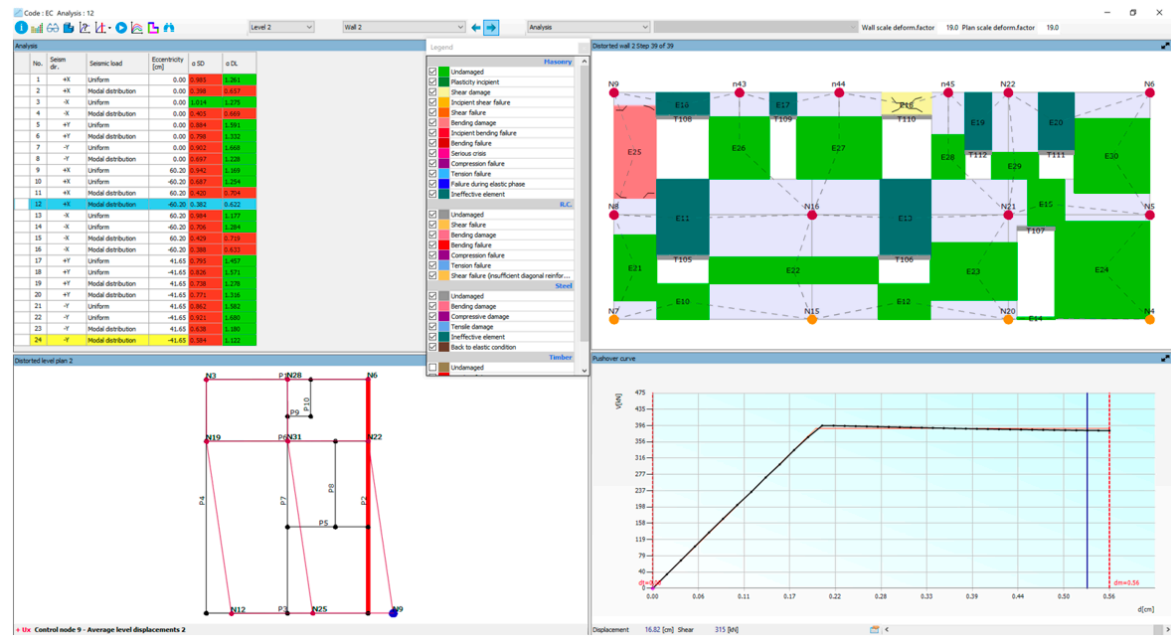 Code : EC Analysis : 12
Level 2 Wall 2 Analysis Wall scale deform.factor 19.0 Plan scale deform.factor 19.0
Analysis
No. Seism dir. Seismic load Eccentricity [cm] α SD α DL
1 +X Uniform 0.00 0.985 1.261
2 +X Modal distribution 0.00 0.398 0.657
3 -X Uniform 0.00 1.014 1.275
4 -X Modal distribution 0.00 0.405 0.669
5 +Y Uniform 0.00 0.884 1.591
6 +Y Modal distribution 0.00 0.798 1.332
7 -Y Uniform 0.00 0.902 1.666
8 -Y Modal distribution 0.00 0.697 1.228
9 +X Uniform 60.20 0.942 1.169
10 +X Uniform -60.20 0.687 1.254
11 +X Modal distribution 60.20 0.420 0.704
12 +X Modal distribution -60.20 0.382 0.622
13 -X Uniform 60.20 0.984 1.177
14 -X Uniform -60.20 0.706 1.284
15 -X Modal distribution 60.20 0.429 0.716
16 -X Modal distribution -60.20 0.388 0.633
17 +Y Uniform 41.65 0.793 1.457
18 +Y Uniform -41.65 0.826 1.571
19 +Y Modal distribution 41.65 0.738 1.278
20 +Y Modal distribution -41.65 0.771 1.316
21 -Y Uniform 41.65 0.862 1.582
22 -Y Uniform -41.65 0.921 1.680
23 -Y Modal distribution 41.65 0.638 1.180
24 -Y Modal distribution -41.65 0.584 1.122
Legend
Masonry
Undamaged
Plasticity incipient
Shear damage
Incipient shear failure
Shear failure
Bending damage
Incipient bending failure
Bending failure
Serious crisis
Compression failure
Tension failure
Failure during elastic phase
Ineffective element
R.C.
Undamaged
Shear failure
Bending damage
Bending failure
Compression failure
Tension failure
Shear failure (insufficient diagonal reinfor...
Steel
Undamaged
Bending damage
Compressive damage
Tensile damage
Ineffective element
Back to elastic condition
Timber
Undamaged
Distorted wall 2 Step 39 of 39
N9 n43 n44 n45 N22 N6
E16 E17 E18
T108 T109 T110 E19 E20
E25 E26 E27 E28 T112 T111 E30
E29
N8 N16 N21 E15 N5
E11 E13
T107
T105 T106
E21 E22 E23 E24
E10 E12
N7 N15 N20 E14 N4
Distorted level plan 2
N3 P1 N28 N6
P10
P9
N19 P6 N31 N22
P4 P7 P8 P2
P5
N12 P3 N25 N9
+ Ux Control node 9 - Average level displacements 2
Pushover curve
V[kN]
475
435
396
356
316
277
237
198
158
119
79
40
dm=0.56
0.00 0.06 0.11 0.17 0.22 0.28 0.33 0.39 0.44 0.50 0.56
d[cm]
Displacement 16.82 [cm] Shear 315 [kN] <